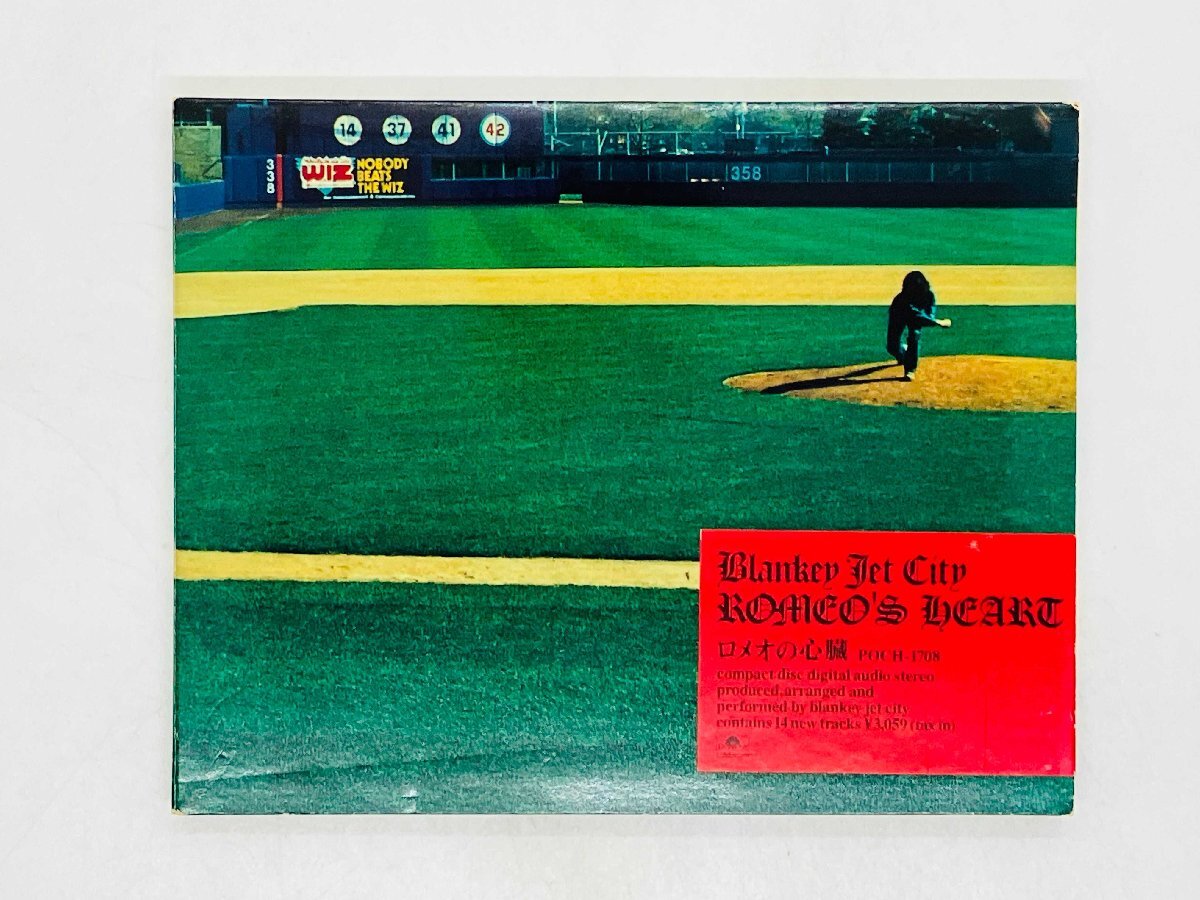 14 37 41 42
338
WIZ
NOBODY
BEATS
THE WIZ
358
Blankey Jet City
ROMEO'S HEART
ロメオの心臓 POCH-1708
compact disc digital audio stereo
produced, arranged and
performed by blankey jet city
contains 14 new tracks ¥3,059 (tax in)